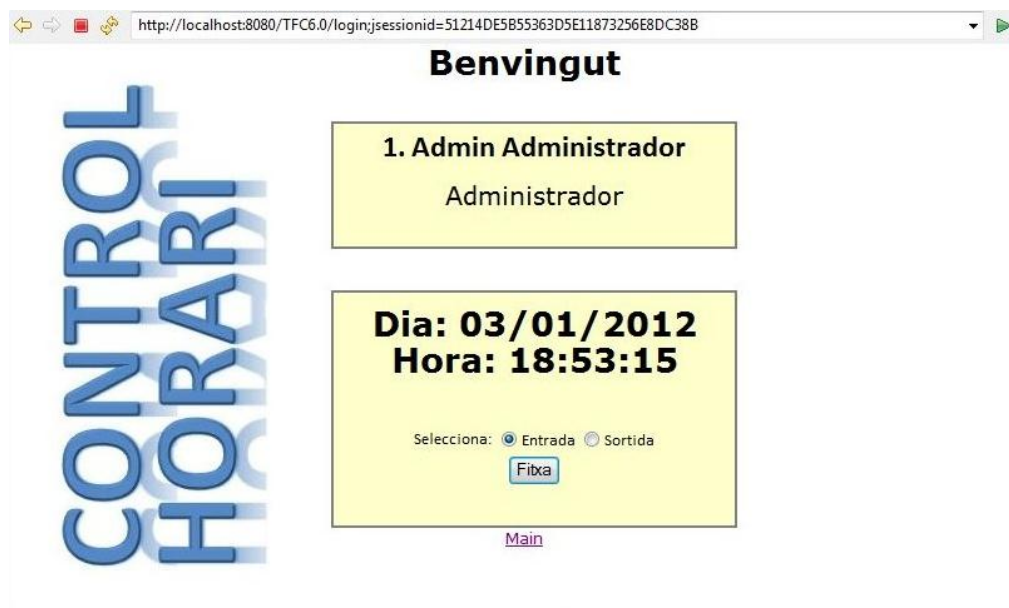 http://localhost:8080/TFC6.0/login;jsessionid=51214DE5B55363D5E11873256E8DC38B
Benvingut
CONTROL
HORARI
1. Admin Administrador
Administrador
Dia: 03/01/2012
Hora: 18:53:15
Selecciona: Entrada Sortida
Fitxa
Main